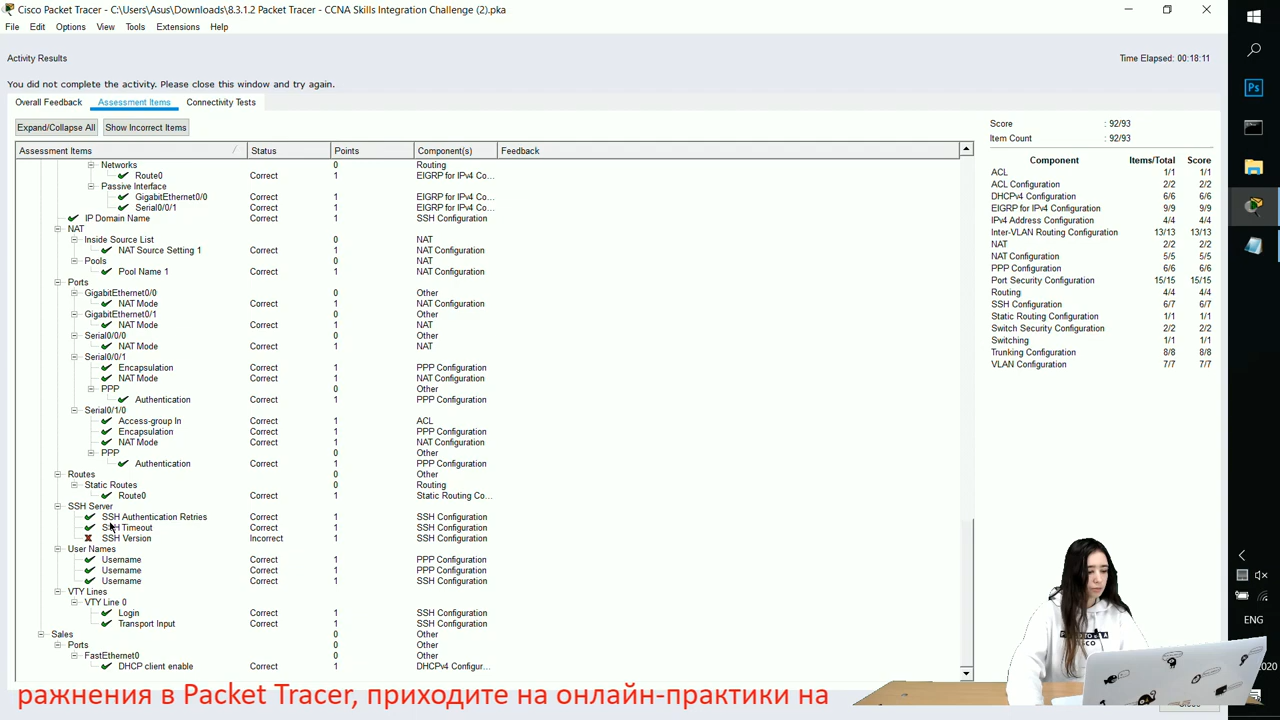 Cisco Packet Tracer - C:\Users\Asus\Downloads\8.3.1.2 Packet Tracer - CCNA Skills Integration Challenge (2).pka
File Edit Options View Tools Extensions Help
Activity Results
Time Elapsed: 00:18:11
You did not complete the activity. Please close this window and try again.
Overall Feedback Assessment Items Connectivity Tests
Expand/Collapse All Show Incorrect Items
Assessment Items Status Points Component(s) Feedback
Networks 0 Routing
Route0 Correct 1 EIGRP for IPv4 Co...
Passive Interface 0
GigabitEthernet0/0 Correct 1 EIGRP for IPv4 Co...
Serial0/0/1 Correct 1 EIGRP for IPv4 Co...
IP Domain Name Correct 1 SSH Configuration
NAT 0 NAT
Inside Source List 0 NAT
NAT Source Setting 1 Correct 1 NAT Configuration
Pools 0 NAT
Pool Name 1 Correct 1 NAT Configuration
Ports 0 Other
GigabitEthernet0/0 0 Other
NAT Mode Correct 1 NAT Configuration
GigabitEthernet0/1 0 Other
NAT Mode Correct 1 NAT
Serial0/0/0 0 Other
NAT Mode Correct 1 NAT
Serial0/0/1 0 Other
Encapsulation Correct 1 PPP Configuration
NAT Mode Correct 1 NAT Configuration
PPP 0 Other
Authentication Correct 1 PPP Configuration
Serial0/1/0 0 Other
Access-group In Correct 1 ACL
Encapsulation Correct 1 PPP Configuration
NAT Mode Correct 1 NAT Configuration
PPP 0 Other
Authentication Correct 1 PPP Configuration
Routes 0 Other
Static Routes 0 Routing
Route0 Correct 1 Static Routing Co...
SSH Server 0 Other
SSH Authentication Retries Correct 1 SSH Configuration
SSH Timeout Correct 1 SSH Configuration
SSH Version Incorrect 1 SSH Configuration
User Names 0 Other
Username Correct 1 PPP Configuration
Username Correct 1 PPP Configuration
Username Correct 1 SSH Configuration
VTY Lines 0 Other
VTY Line 0 0 Other
Login Correct 1 SSH Configuration
Transport Input Correct 1 SSH Configuration
Sales 0 Other
Ports 0 Other
FastEthernet0 0 Other
DHCP client enable Correct 1 DHCPv4 Configur...
Score : 92/93
Item Count : 92/93
Component Items/Total Score
ACL 1/1 1/1
ACL Configuration 2/2 2/2
DHCPv4 Configuration 6/6 6/6
EIGRP for IPv4 Configuration 9/9 9/9
IPv4 Address Configuration 4/4 4/4
Inter-VLAN Routing Configuration 13/13 13/13
NAT 2/2 2/2
NAT Configuration 5/5 5/5
PPP Configuration 6/6 6/6
Port Security Configuration 15/15 15/15
Routing 4/4 4/4
SSH Configuration 6/7 6/7
Static Routing Configuration 1/1 1/1
Switch Security Configuration 2/2 2/2
Switching 1/1 1/1
Trunking Configuration 8/8 8/8
VLAN Configuration 7/7 7/7
Ps
ENG
ражнения в Packet Tracer, приходите на онлайн-практики на